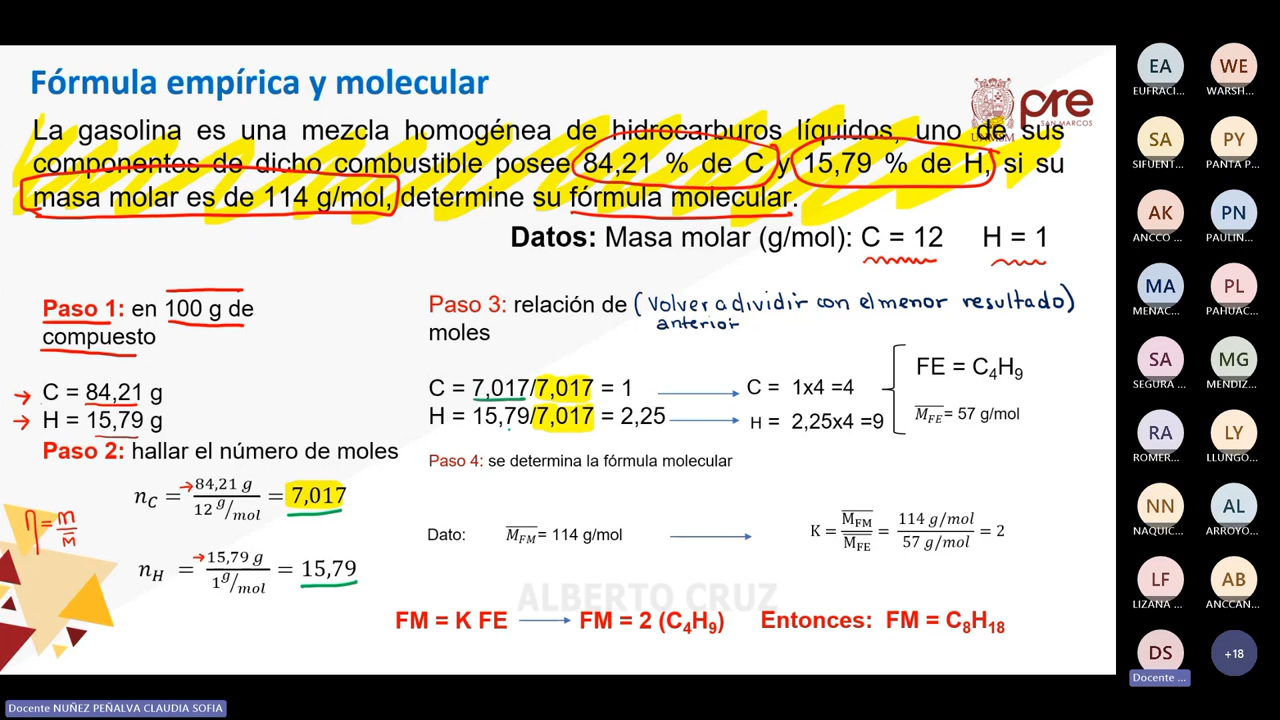 Fórmula empírica y molecular
pre
SAN MARCOS
UNMSM
La gasolina es una mezcla homogénea de hidrocarburos líquidos, uno de sus
componentes de dicho combustible posee 84,21 % de C y 15,79 % de H, si su
masa molar es de 114 g/mol, determine su fórmula molecular.
Datos: Masa molar (g/mol): C = 12 H = 1
Paso 1: en 100 g de
compuesto
C = 84,21 g
H = 15,79 g
Paso 2: hallar el número de moles
n_C = 84,21 g / 12 g/mol = 7,017
η = m / M̄
n_H = 15,79 g / 1 g/mol = 15,79
Paso 3: relación de (volver a dividir con el menor resultado)
anterior
moles
C = 7,017/7,017 = 1
H = 15,79/7,017 = 2,25
C = 1x4 =4
H = 2,25x4 =9
FE = C₄H₉
M̄_FE = 57 g/mol
Paso 4: se determina la fórmula molecular
Dato: M̄_FM = 114 g/mol
K = M̄_FM / M̄_FE = 114 g/mol / 57 g/mol = 2
ALBERTO CRUZ
FM = K FE FM = 2 (C₄H₉) Entonces: FM = C₈H₁₈
EA
EUFRACI...
WE
WARSH...
SA
SIFUENT...
PY
PANTA P...
AK
ANCCO ...
PN
PAULIN...
MA
MENAC...
PL
PAHUAC...
SA
SEGURA ...
MG
MENDIZ...
RA
ROMER...
LY
LLUNGO...
NN
NAQUIC...
AL
ARROYO...
LF
LIZANA ...
AB
ANCCAN...
DS
Docente ...
+18
Docente NUÑEZ PEÑALVA CLAUDIA SOFIA